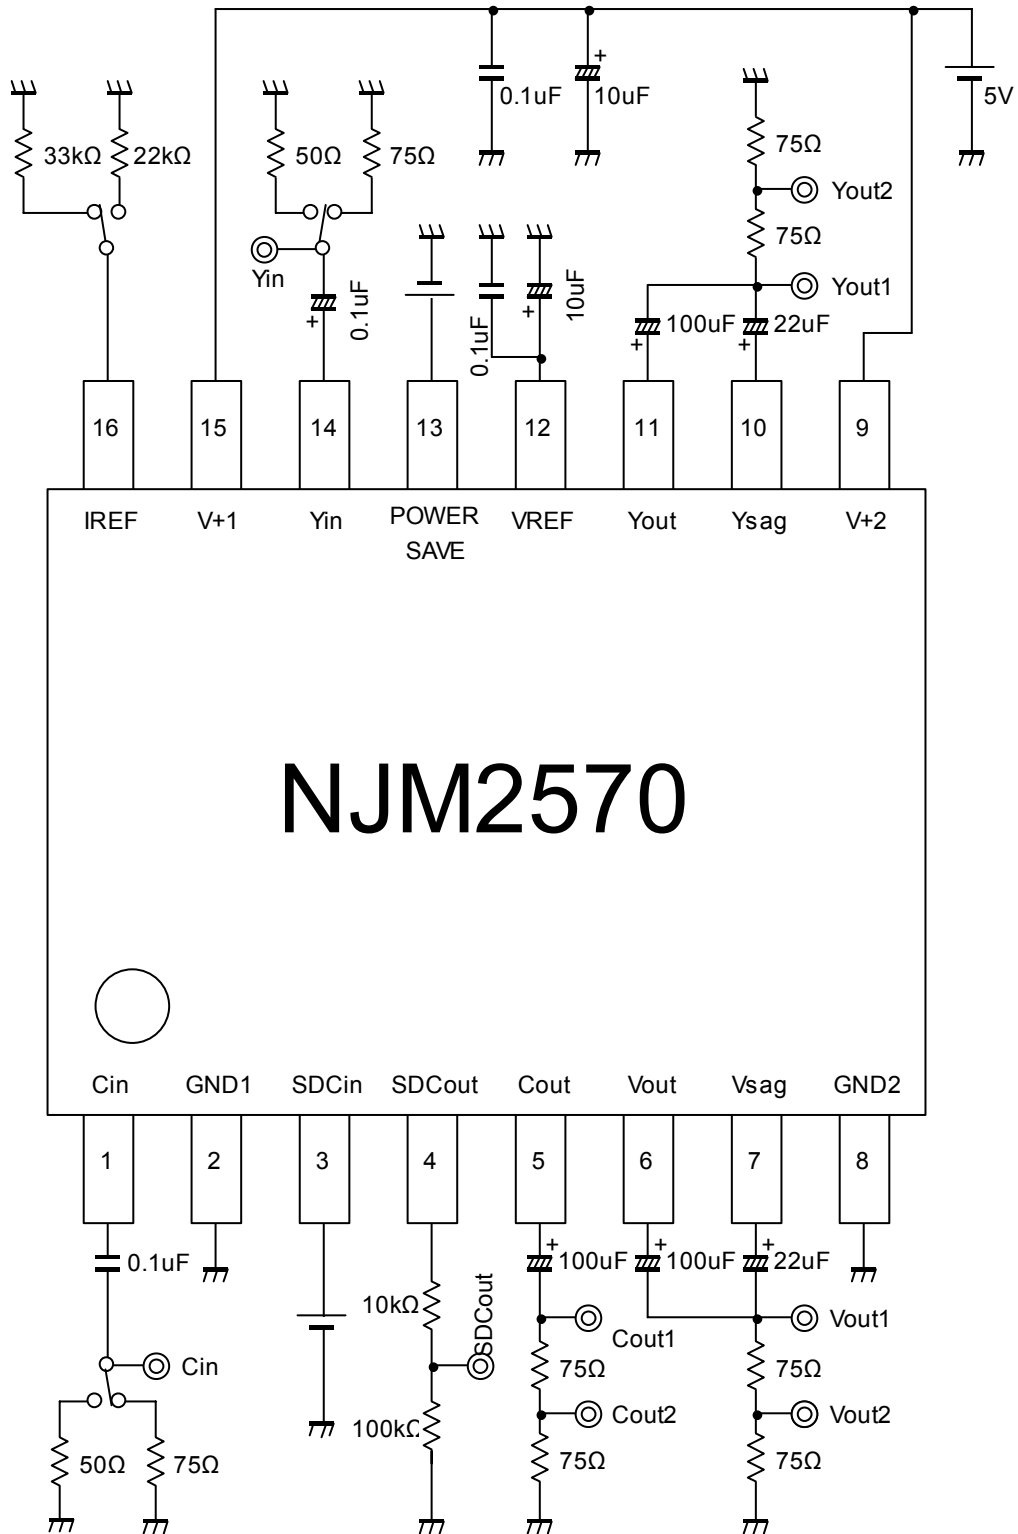 0.1uF
10uF
5V
33kΩ
22kΩ
50Ω
75Ω
75Ω
Yout2
75Ω
Yin
0.1uF
+
+
0.1uF
10uF
+
Yout1
100uF
+
22uF
+
16
15
14
13
12
11
10
9
IREF
V+1
Yin
POWER
SAVE
VREF
Yout
Ysag
V+2
NJM2570
Cin
GND1
SDCin
SDCout
Cout
Vout
Vsag
GND2
1
2
3
4
5
6
7
8
0.1uF
+
100uF
+
100uF
+
22uF
10kΩ
SDCout
Cout1
Vout1
Cin
75Ω
75Ω
100kΩ
Cout2
Vout2
50Ω
75Ω
75Ω
75Ω